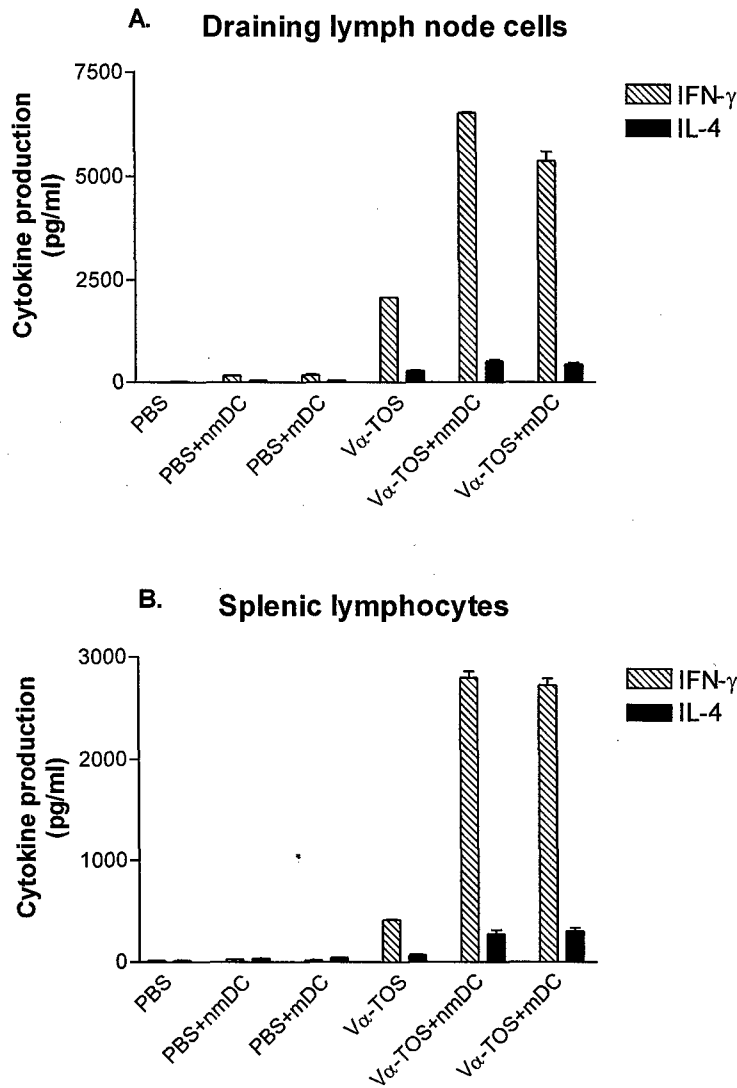 A. Draining lymph node cells
7500
5000
2500
0
Cytokine production
(pg/ml)
IFN-γ
IL-4
PBS
PBS+nmDC
PBS+mDC
Vα-TOS
Vα-TOS+nmDC
Vα-TOS+mDC
B. Splenic lymphocytes
3000
2000
1000
0
Cytokine production
(pg/ml)
IFN-γ
IL-4
PBS
PBS+nmDC
PBS+mDC
Vα-TOS
Vα-TOS+nmDC
Vα-TOS+mDC